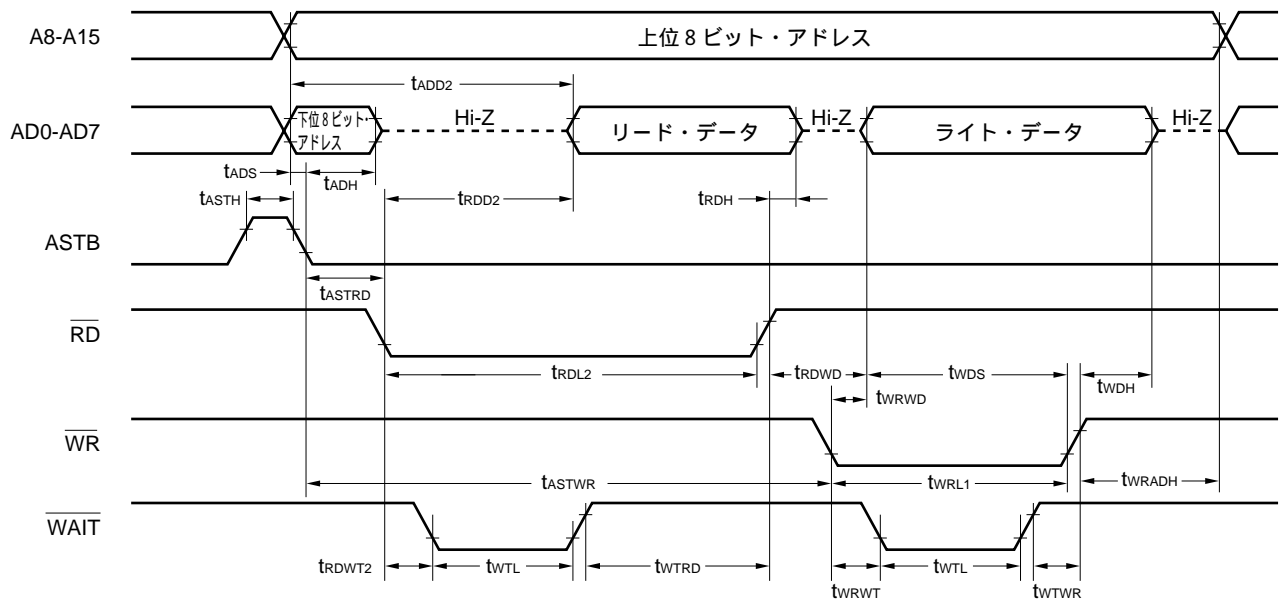 A8-A15
上位8ビット・アドレス
tADD2
AD0-AD7
下位8ビット・
アドレス
Hi-Z
リード・データ
Hi-Z
ライト・データ
Hi-Z
tADS
tADH
tASTH
tRDD2
tRDH
ASTB
tASTRD
RD
tRDL2
tRDWD
tWDS
tWDH
tWRWD
WR
tASTWR
tWRL1
tWRADH
WAIT
tRDWT2
tWTL
tWTRD
tWRWT
tWTL
tWTWR